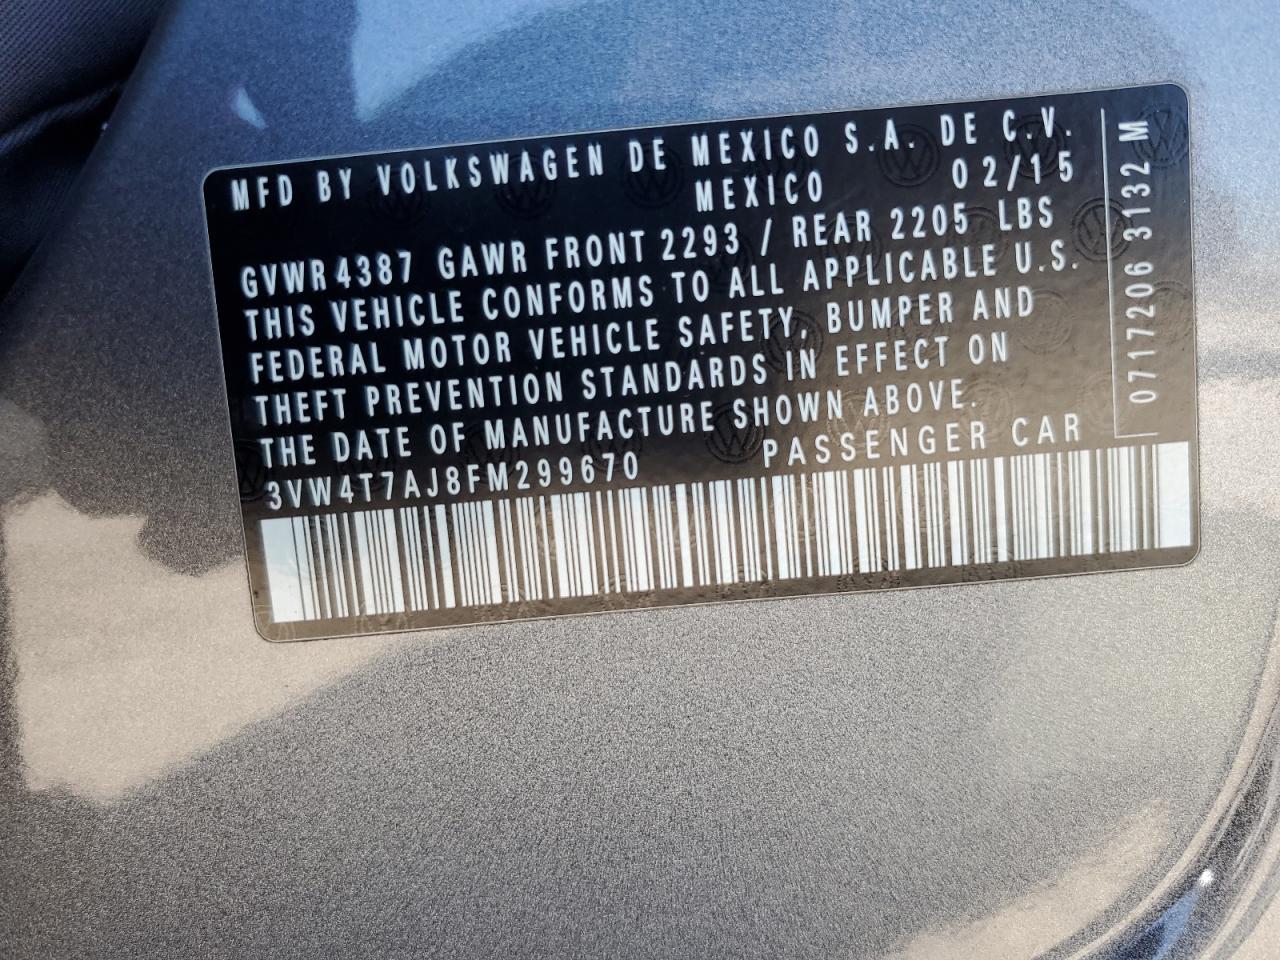 MFD BY VOLKSWAGEN DE MEXICO S.A. DE C.V.
MEXICO 02/15
GVWR 4387 GAWR FRONT 2293 / REAR 2205 LBS
THIS VEHICLE CONFORMS TO ALL APPLICABLE U.S.
FEDERAL MOTOR VEHICLE SAFETY, BUMPER AND
THEFT PREVENTION STANDARDS IN EFFECT ON
THE DATE OF MANUFACTURE SHOWN ABOVE.
3VW4T7AJ8FM299670 PASSENGER CAR
0717206 3132 M